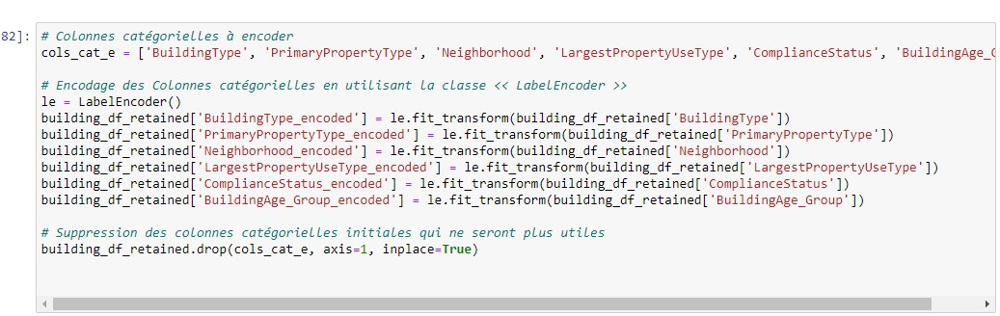 82]:
# Colonnes catégorielles à encoder
cols_cat_e = ['BuildingType', 'PrimaryPropertyType', 'Neighborhood', 'LargestPropertyUseType', 'ComplianceStatus', 'BuildingAge_G
# Encodage des Colonnes catégorielles en utilisant la classe << LabelEncoder >>
le = LabelEncoder()
building_df_retained['BuildingType_encoded'] = le.fit_transform(building_df_retained['BuildingType'])
building_df_retained['PrimaryPropertyType_encoded'] = le.fit_transform(building_df_retained['PrimaryPropertyType'])
building_df_retained['Neighborhood_encoded'] = le.fit_transform(building_df_retained['Neighborhood'])
building_df_retained['LargestPropertyUseType_encoded'] = le.fit_transform(building_df_retained['LargestPropertyUseType'])
building_df_retained['ComplianceStatus_encoded'] = le.fit_transform(building_df_retained['ComplianceStatus'])
building_df_retained['BuildingAge_Group_encoded'] = le.fit_transform(building_df_retained['BuildingAge_Group'])
# Suppression des colonnes catégorielles initiales qui ne seront plus utiles
building_df_retained.drop(cols_cat_e, axis=1, inplace=True)